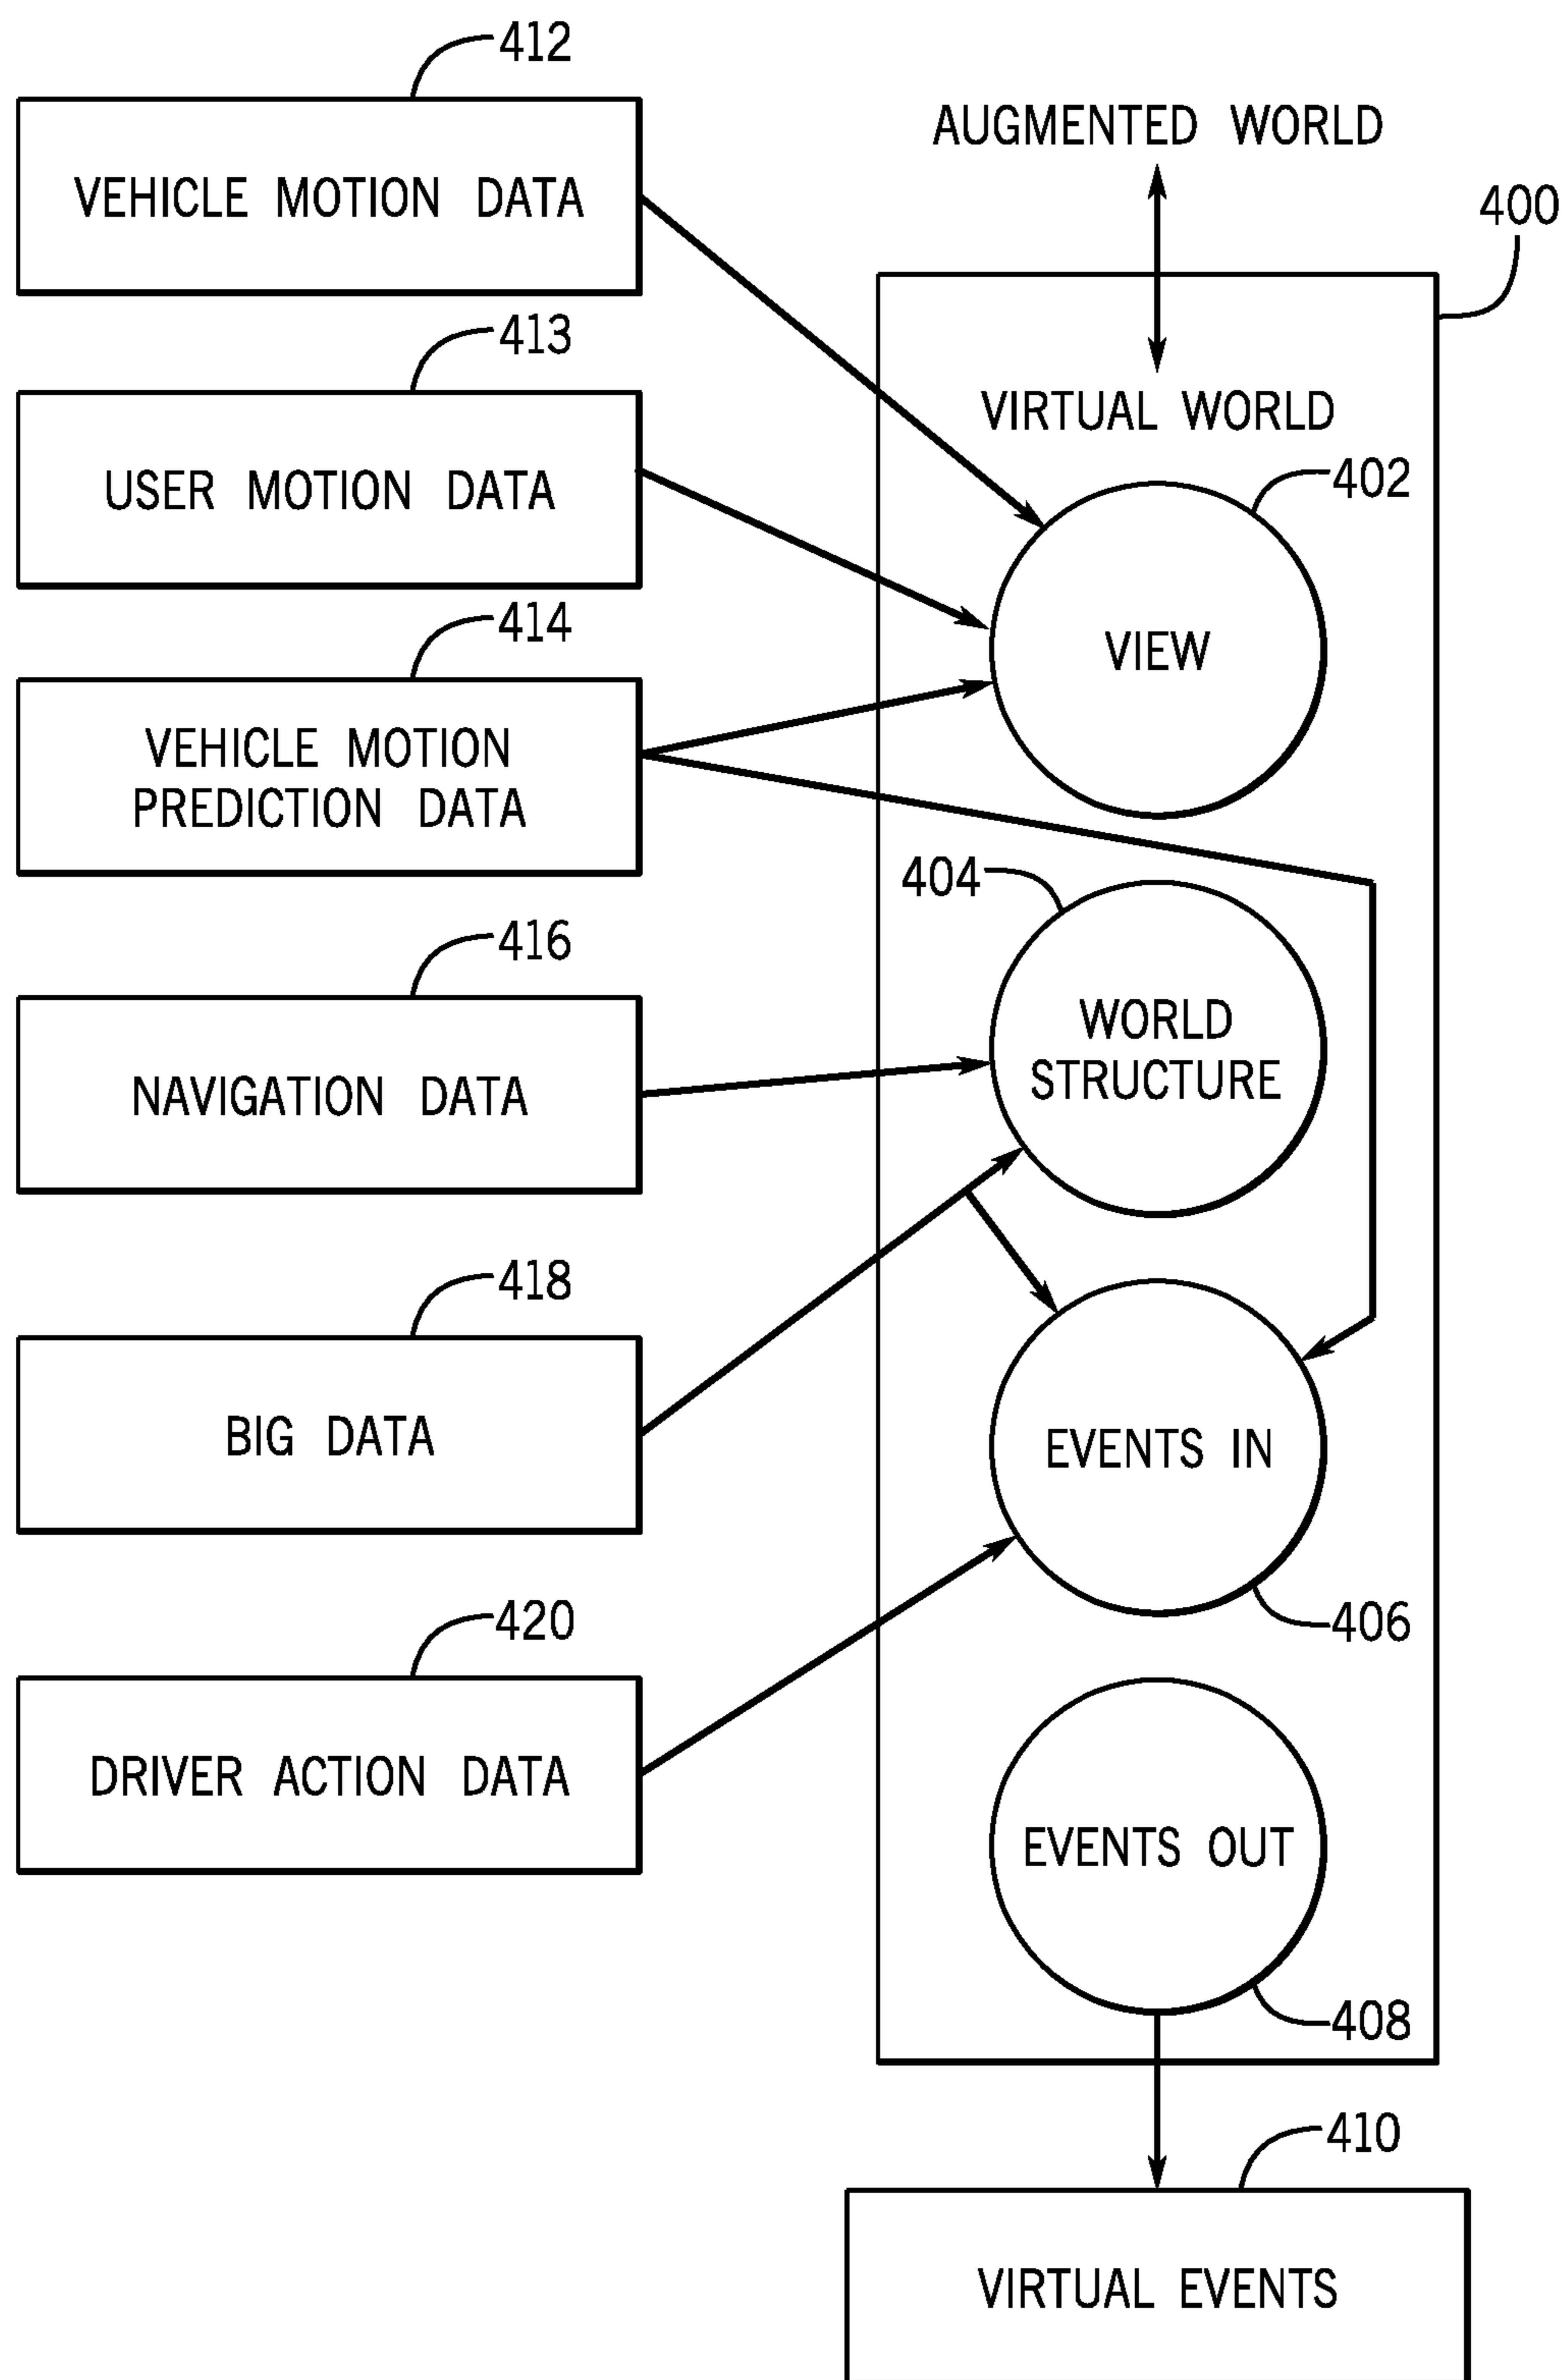 412
VEHICLE MOTION DATA
413
USER MOTION DATA
414
VEHICLE MOTION
PREDICTION DATA
416
NAVIGATION DATA
418
BIG DATA
420
DRIVER ACTION DATA
AUGMENTED WORLD
400
VIRTUAL WORLD
402
VIEW
404
WORLD
STRUCTURE
EVENTS IN
406
EVENTS OUT
408
410
VIRTUAL EVENTS